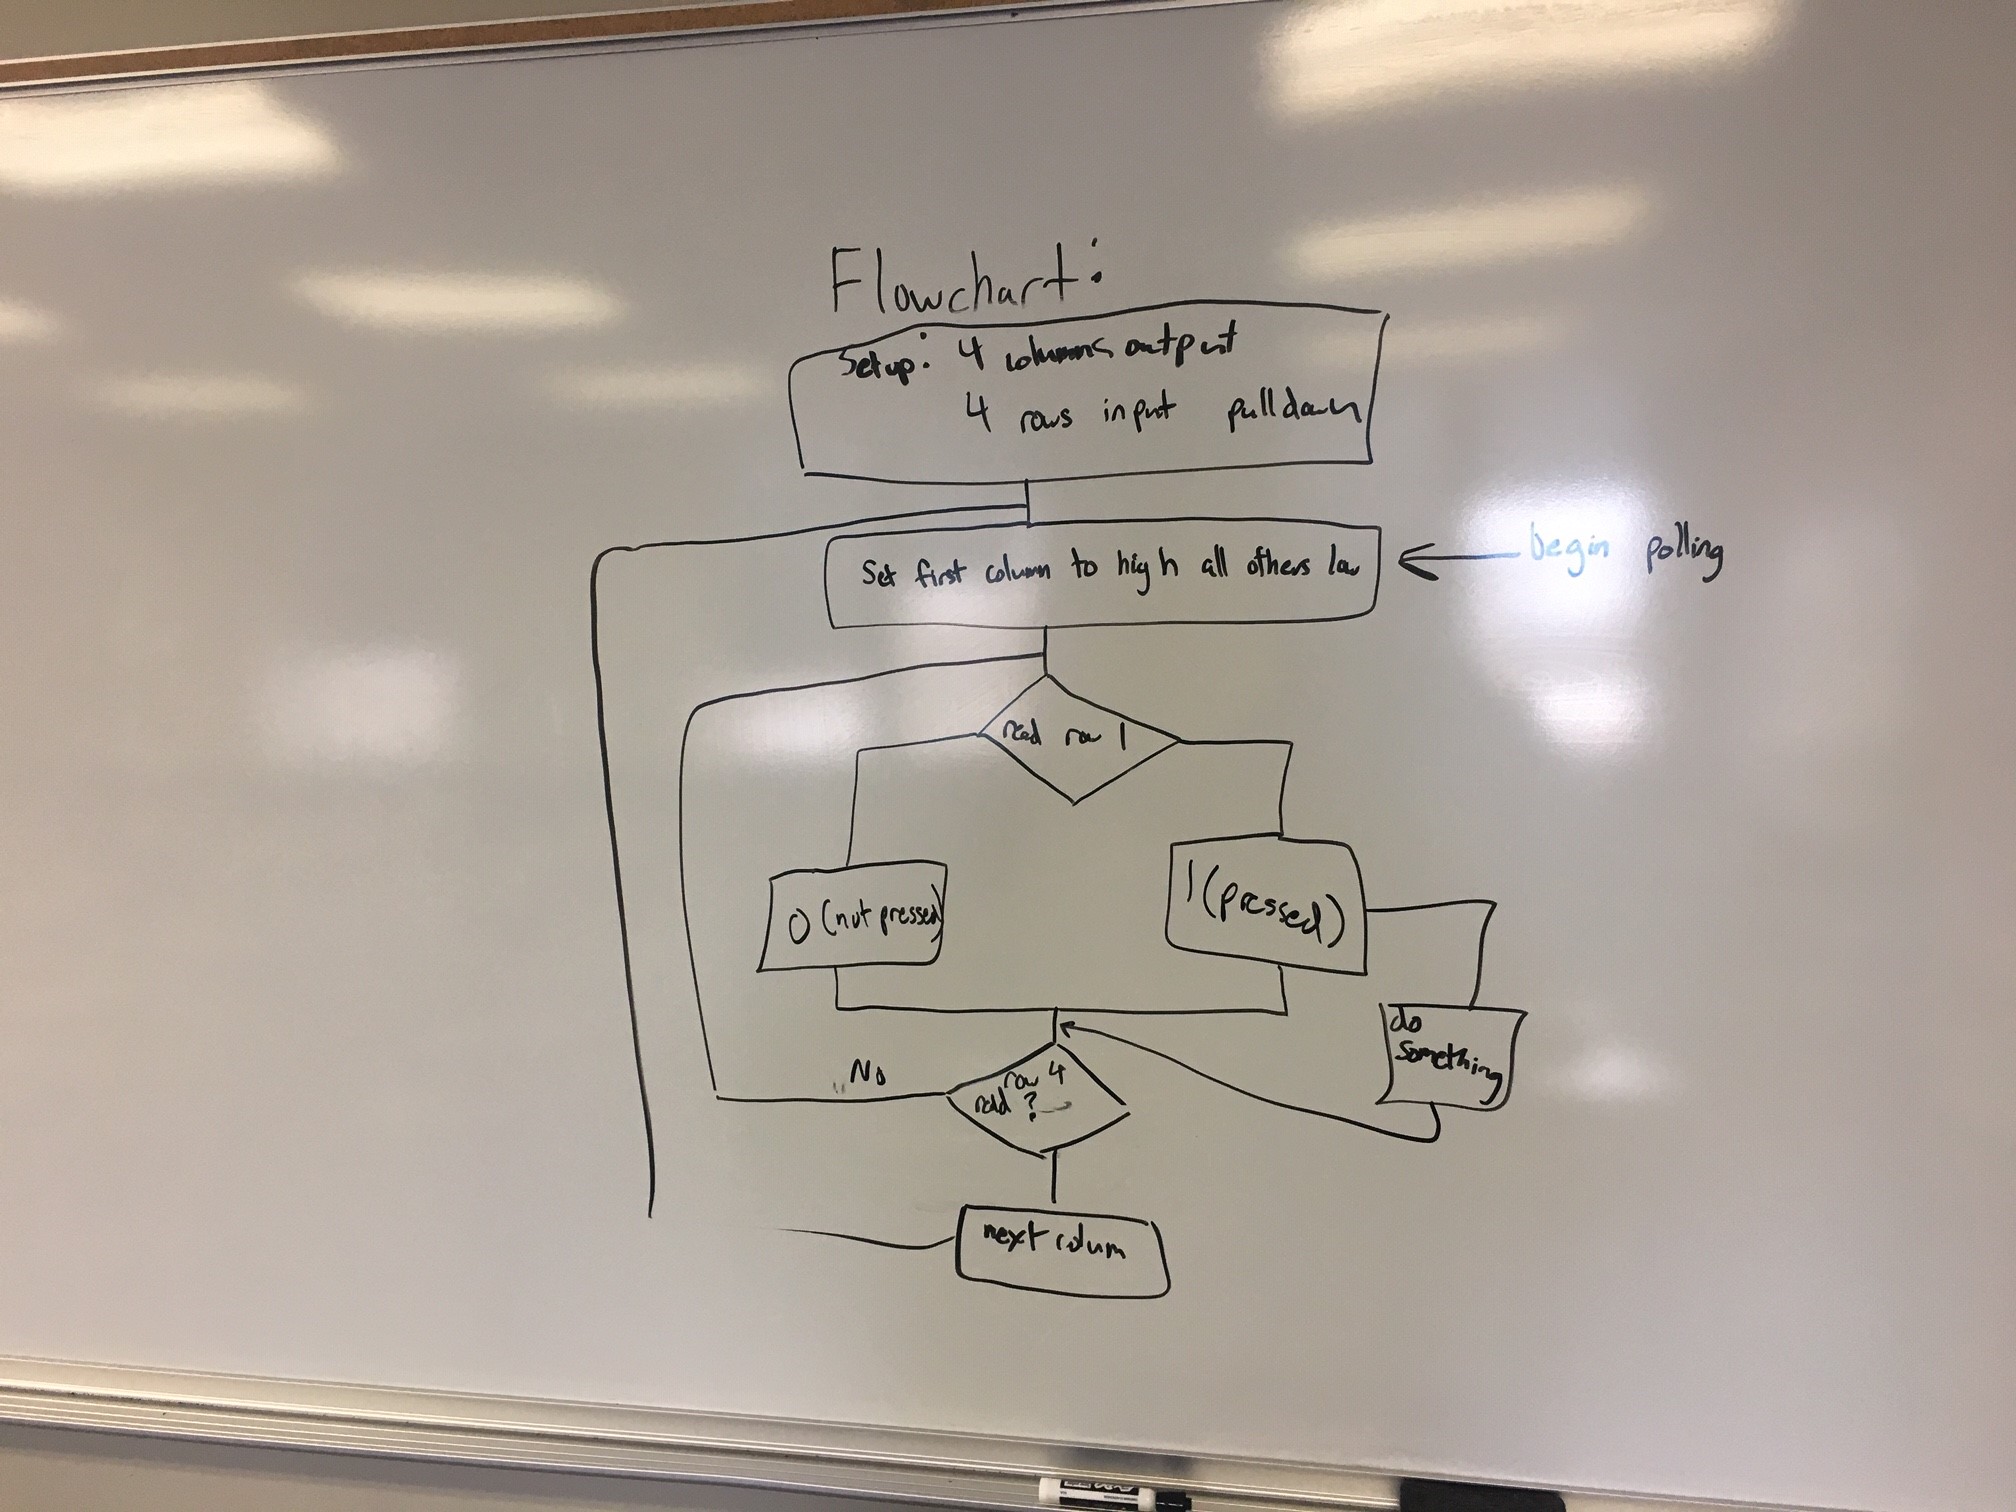 Flowchart:
Setup: 4 columns output
4 rows input pulldown
Set first column to high all others low
begin polling
read row 1
0 (not pressed)
1 (pressed)
do
something
No
row 4
read ?
next colum